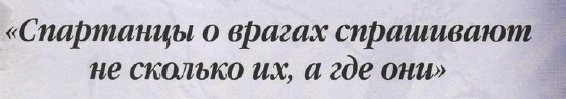 «Спартанцы о врагах спрашивают
не сколько их, а где они»